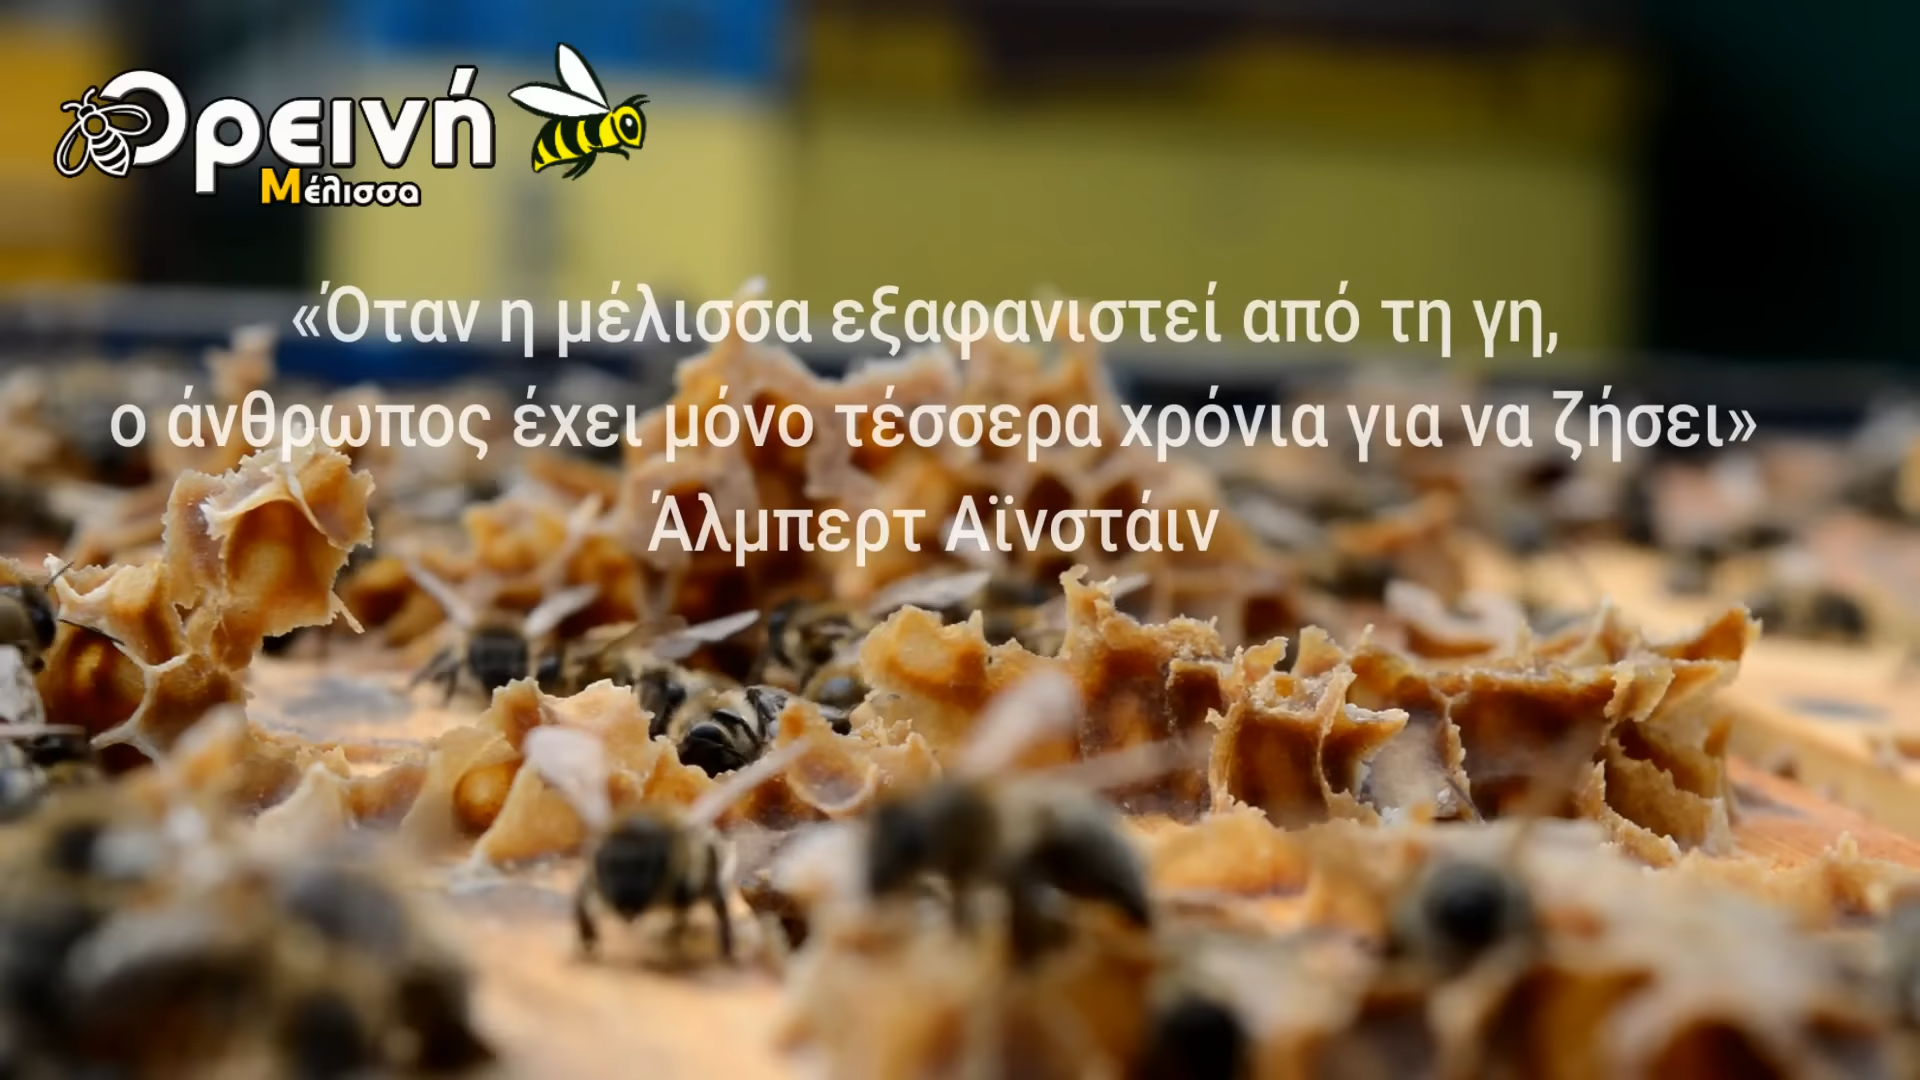 Ορεινή
Μέλισσα
«Όταν η μέλισσα εξαφανιστεί από τη γη,
ο άνθρωπος έχει μόνο τέσσερα χρόνια για να ζήσει»
Άλμπερτ Αϊνστάιν